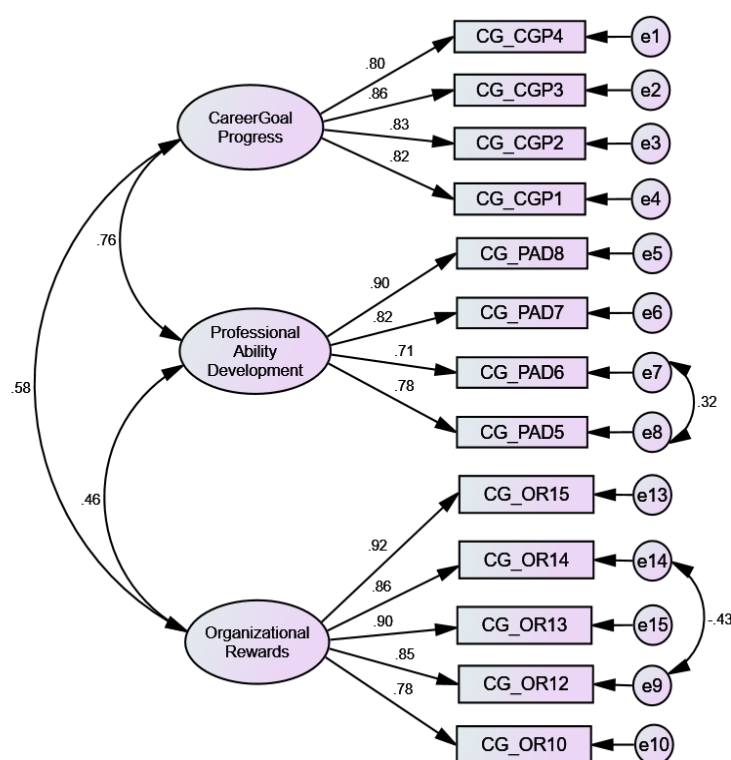 CG_CGP4
e1
.80
CG_CGP3
e2
.86
CareerGoal
Progress
.83
CG_CGP2
e3
.82
CG_CGP1
e4
.76
CG_PAD8
e5
.90
CG_PAD7
e6
.82
Professional
Ability
Development
.71
CG_PAD6
e7
.78
.32
.58
CG_PAD5
e8
.46
CG_OR15
e13
.92
CG_OR14
e14
.86
-.43
.90
CG_OR13
e15
Organizational
Rewards
.85
CG_OR12
e9
.78
CG_OR10
e10